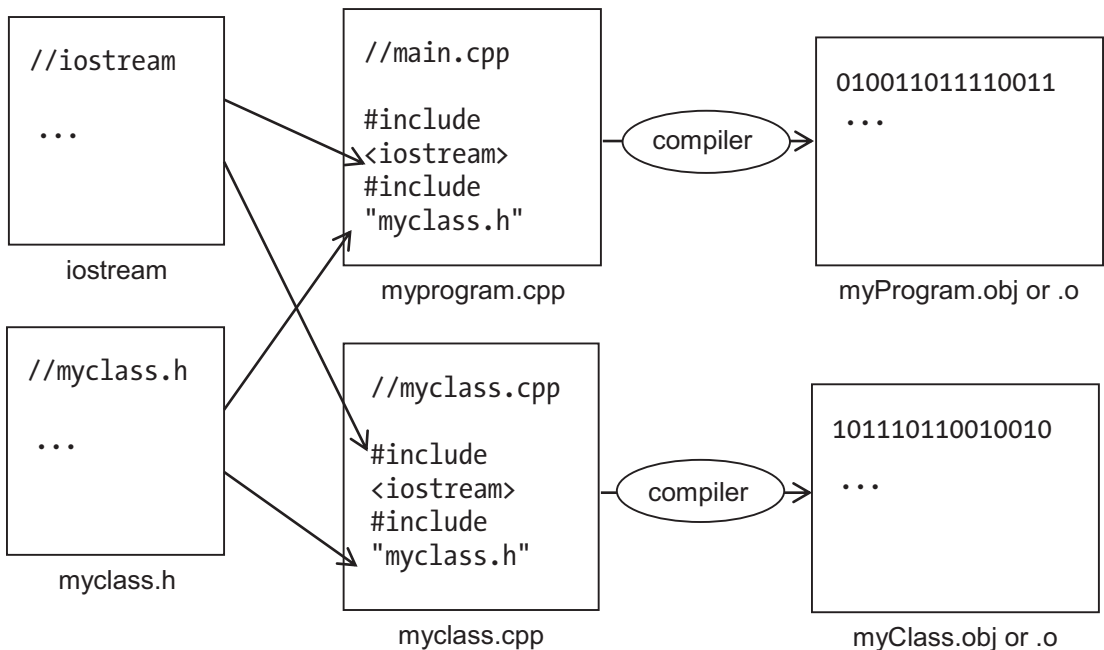 //iostream
...
iostream
//main.cpp
#include
<iostream>
#include
"myclass.h"
myprogram.cpp
compiler
010011011110011
...
myProgram.obj or .o
//myclass.h
...
myclass.h
//myclass.cpp
#include
<iostream>
#include
"myclass.h"
myclass.cpp
compiler
101110110010010
...
myClass.obj or .o